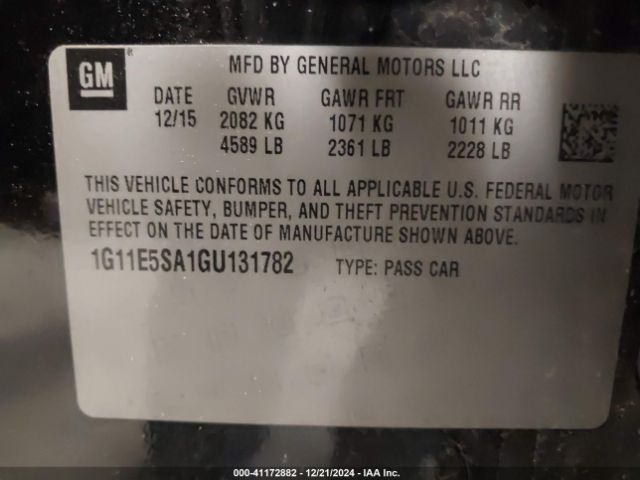 GM ® MFD BY GENERAL MOTORS LLC
DATE GVWR GAWR FRT GAWR RR
12/15 2082 KG 1071 KG 1011 KG
4589 LB 2361 LB 2228 LB
THIS VEHICLE CONFORMS TO ALL APPLICABLE U.S. FEDERAL MOTOR
VEHICLE SAFETY, BUMPER, AND THEFT PREVENTION STANDARDS IN
EFFECT ON THE DATE OF MANUFACTURE SHOWN ABOVE.
1G11E5SA1GU131782 TYPE: PASS CAR
000-41172882 - 12/21/2024 - IAA Inc.